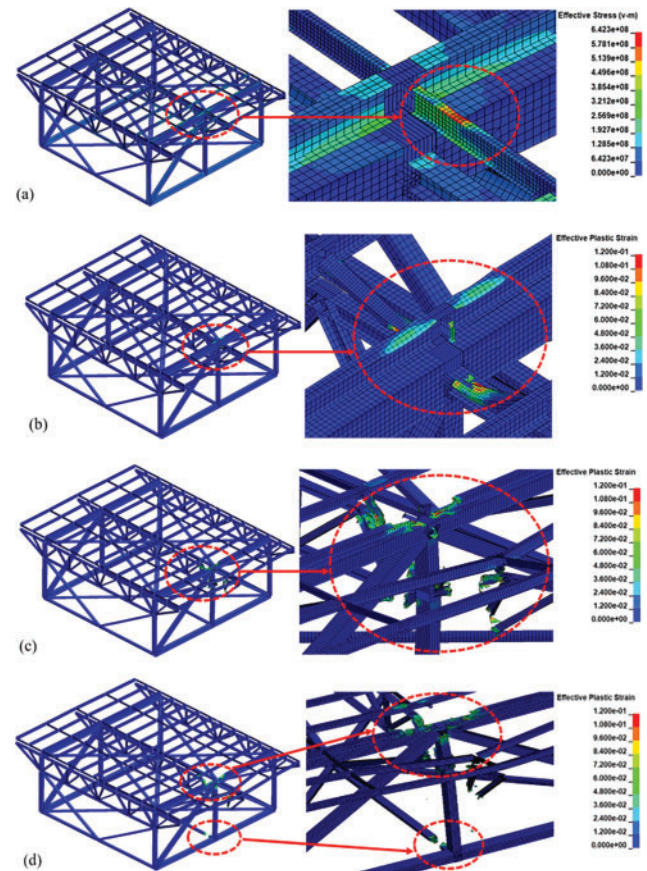 Effective Stress (v-m)
6.423e+08
5.781e+08
5.139e+08
4.496e+08
3.854e+08
3.212e+08
2.569e+08
1.927e+08
1.285e+08
6.423e+07
0.000e+00
(a)
Effective Plastic Strain
1.200e-01
1.080e-01
9.600e-02
8.400e-02
7.200e-02
6.000e-02
4.800e-02
3.600e-02
2.400e-02
1.200e-02
0.000e+00
(b)
Effective Plastic Strain
1.200e-01
1.080e-01
9.600e-02
8.400e-02
7.200e-02
6.000e-02
4.800e-02
3.600e-02
2.400e-02
1.200e-02
0.000e+00
(c)
Effective Plastic Strain
1.200e-01
1.080e-01
9.600e-02
8.400e-02
7.200e-02
6.000e-02
4.800e-02
3.600e-02
2.400e-02
1.200e-02
0.000e+00
(d)